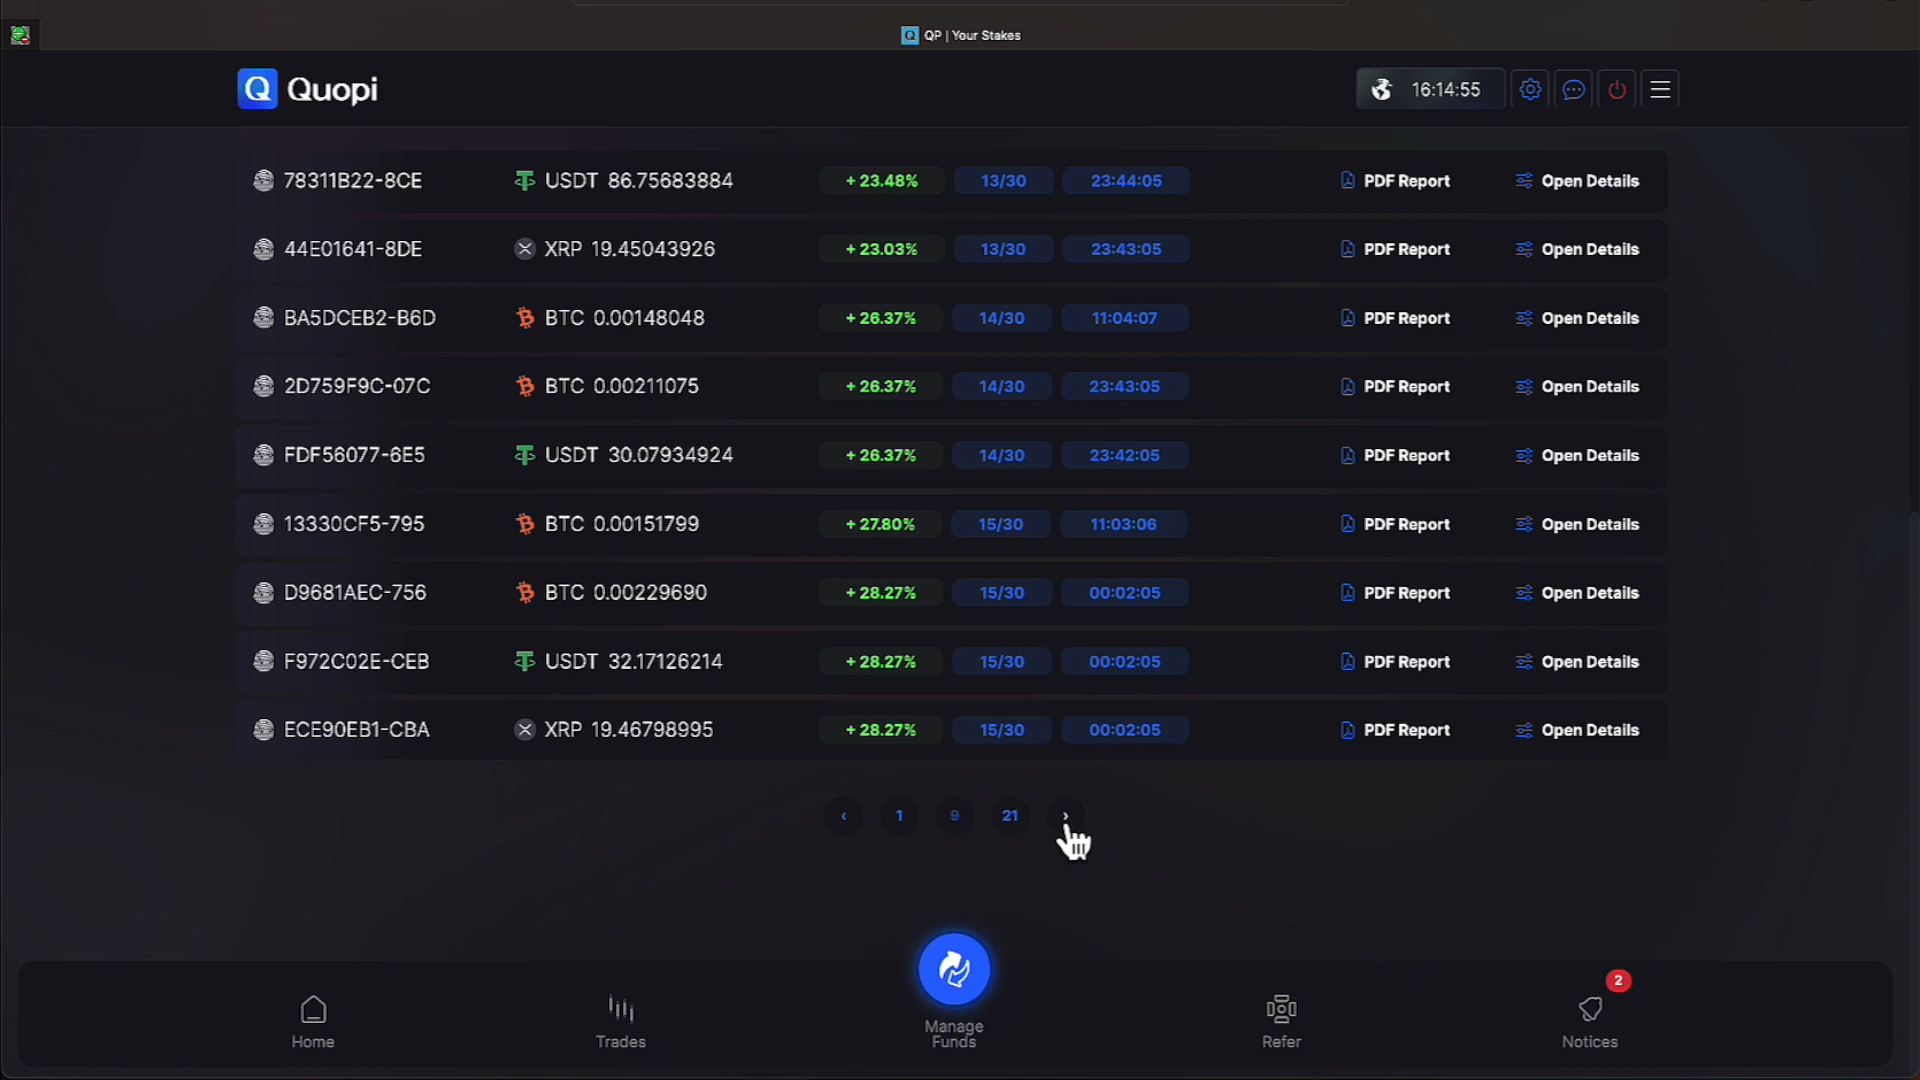 QP | Your Stakes
Quopi
16:14:55
78311B22-8CE USDT 86.75683884 + 23.48% 13/30 23:44:05 PDF Report Open Details
44E01641-8DE XRP 19.45043926 + 23.03% 13/30 23:43:05 PDF Report Open Details
BA5DCEB2-B6D BTC 0.00148048 + 26.37% 14/30 11:04:07 PDF Report Open Details
2D759F9C-07C BTC 0.00211075 + 26.37% 14/30 23:43:05 PDF Report Open Details
FDF56077-6E5 USDT 30.07934924 + 26.37% 14/30 23:42:05 PDF Report Open Details
13330CF5-795 BTC 0.00151799 + 27.80% 15/30 11:03:06 PDF Report Open Details
D9681AEC-756 BTC 0.00229690 + 28.27% 15/30 00:02:05 PDF Report Open Details
F972C02E-CEB USDT 32.17126214 + 28.27% 15/30 00:02:05 PDF Report Open Details
ECE90EB1-CBA XRP 19.46798995 + 28.27% 15/30 00:02:05 PDF Report Open Details
‹ 1 9 21 ›
2
Home Trades Manage Funds Refer Notices